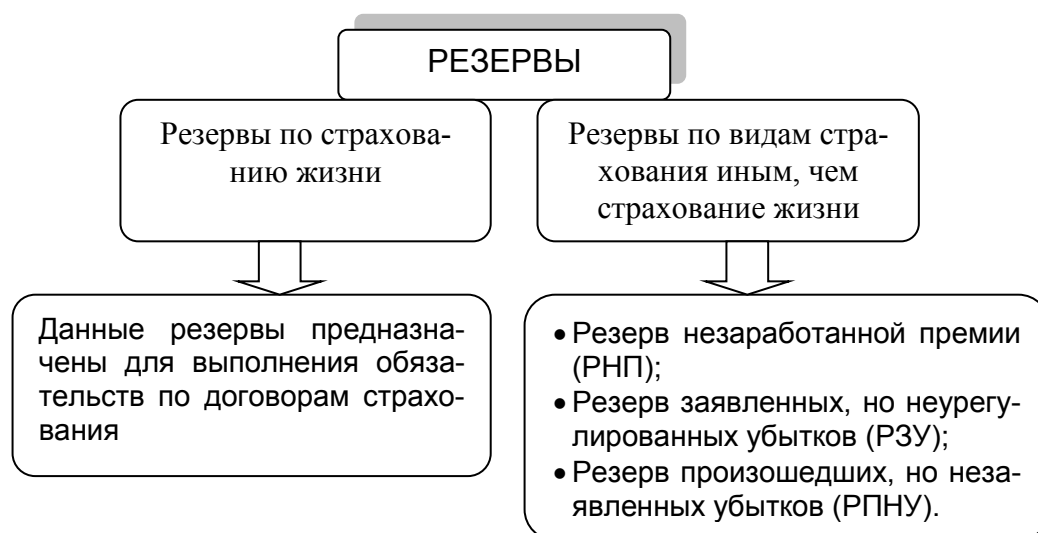 РЕЗЕРВЫ
Резервы по страхова-
нию жизни
Резервы по видам стра-
хования иным, чем
страхование жизни
Данные резервы предназна-
чены для выполнения обяза-
тельств по договорам страхо-
вания
• Резерв незаработанной премии
(РНП);
• Резерв заявленных, но неурегу-
лированных убытков (РЗУ);
• Резерв произошедших, но неза-
явленных убытков (РПНУ).